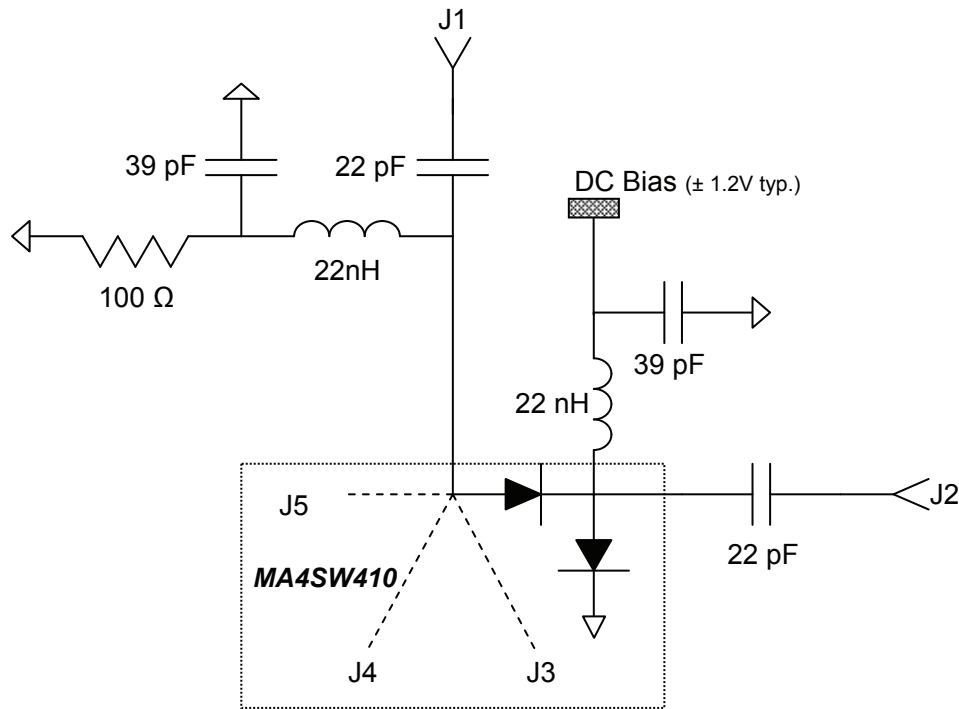 J1
39 pF
22 pF
DC Bias (± 1.2V typ.)
22nH
100 Ω
39 pF
22 nH
J5
J2
22 pF
MA4SW410
J4
J3